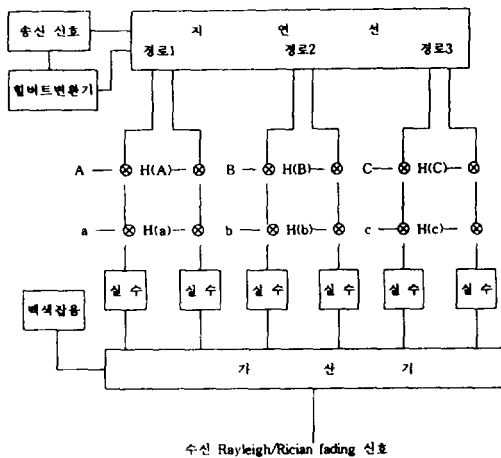 송신 신호
지 연 선
경로1 경로2 경로3
힐버트변환기
A H(A) B H(B) C H(C)
a H(a) b H(b) c H(c)
실 수 실 수 실 수 실 수 실 수 실 수
백색잡음
가 산 기
수신 Rayleigh/Rician fading 신호